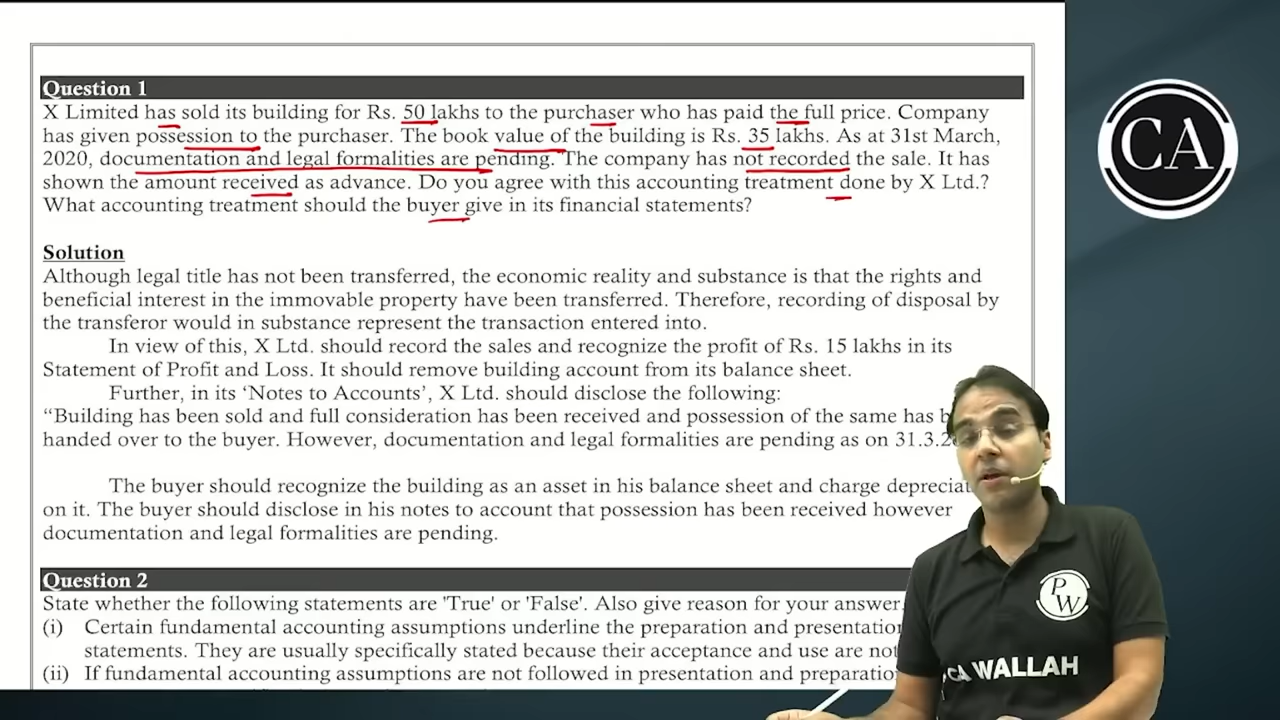 Question 1
X Limited has sold its building for Rs. 50 lakhs to the purchaser who has paid the full price. Company
has given possession to the purchaser. The book value of the building is Rs. 35 lakhs. As at 31st March,
2020, documentation and legal formalities are pending. The company has not recorded the sale. It has
shown the amount received as advance. Do you agree with this accounting treatment done by X Ltd.?
What accounting treatment should the buyer give in its financial statements?
Solution
Although legal title has not been transferred, the economic reality and substance is that the rights and
beneficial interest in the immovable property have been transferred. Therefore, recording of disposal by
the transferor would in substance represent the transaction entered into.
In view of this, X Ltd. should record the sales and recognize the profit of Rs. 15 lakhs in its
Statement of Profit and Loss. It should remove building account from its balance sheet.
Further, in its ‘Notes to Accounts’, X Ltd. should disclose the following:
“Building has been sold and full consideration has been received and possession of the same has
handed over to the buyer. However, documentation and legal formalities are pending as on
The buyer should recognize the building as an asset in his balance sheet and charge
on it. The buyer should disclose in his notes to account that possession has been received however
documentation and legal formalities are pending.
Question 2
State whether the following statements are 'True' or 'False'. Also give reason for your answer.
(i) Certain fundamental accounting assumptions underline the preparation and
statements. They are usually specifically stated because their acceptance and use are not
(ii) If fundamental accounting assumptions are not followed in presentation and
CA
P
W
CA WALLAH